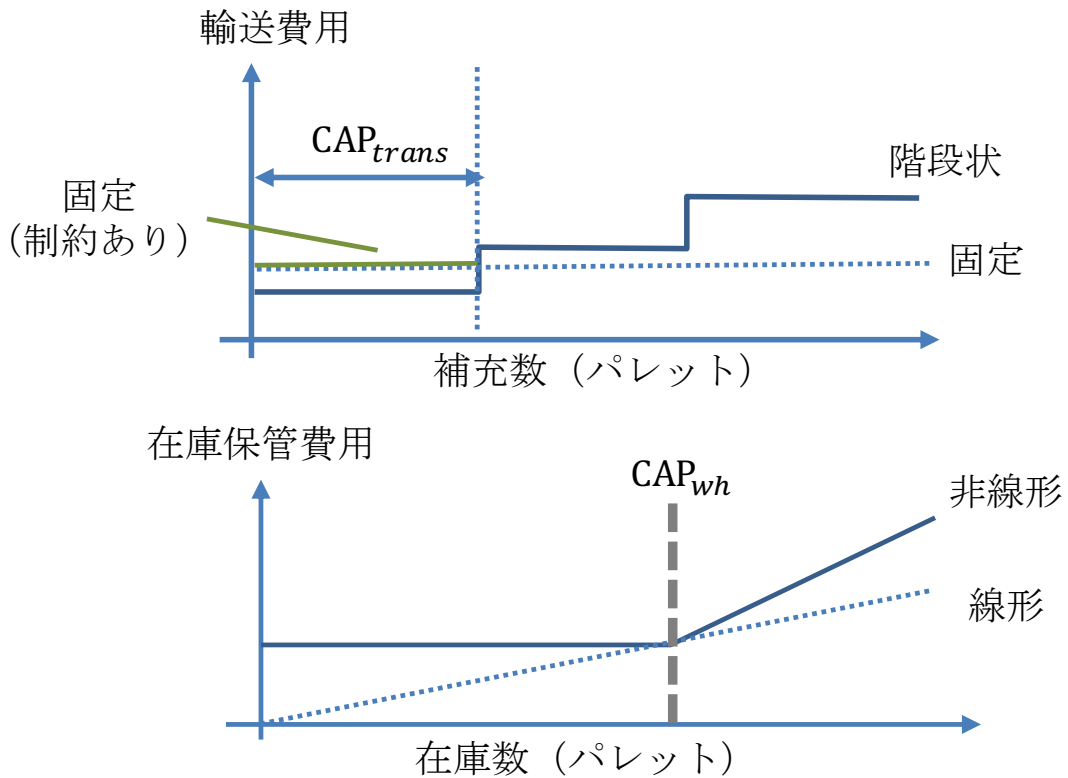 輸送費用
CAP_trans
階段状
固定
（制約あり）
固定
補充数（パレット）
在庫保管費用
CAP_wh
非線形
線形
在庫数（パレット）